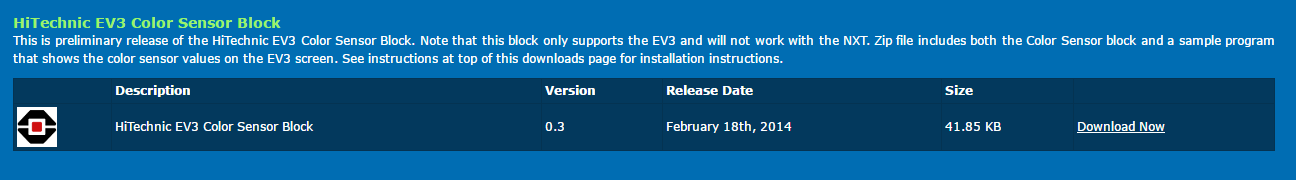 HiTechnic EV3 Color Sensor Block
This is preliminary release of the HiTechnic EV3 Color Sensor Block. Note that this block only supports the EV3 and will not work with the NXT. Zip file includes both the Color Sensor block and a sample program
that shows the color sensor values on the EV3 screen. See instructions at top of this downloads page for installation instructions.
Description Version Release Date Size
HiTechnic EV3 Color Sensor Block 0.3 February 18th, 2014 41.85 KB Download Now